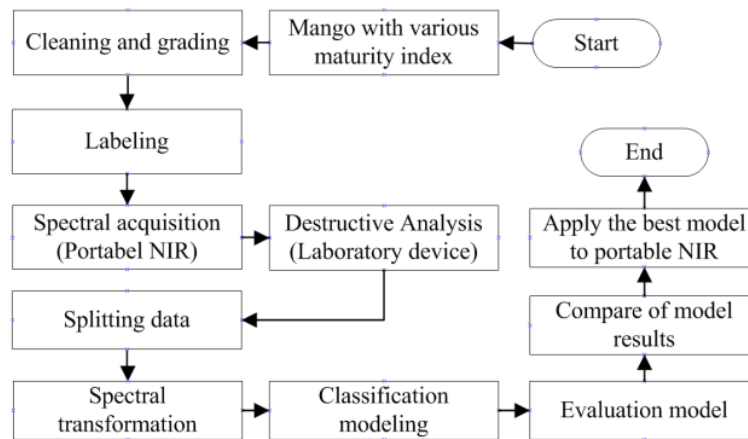 Start
Mango with various
maturity index
Cleaning and grading
Labeling
Spectral acquisition
(Portabel NIR)
Destructive Analysis
(Laboratory device)
Splitting data
Spectral
transformation
Classification
modeling
Evaluation model
Compare of model
results
Apply the best model
to portable NIR
End